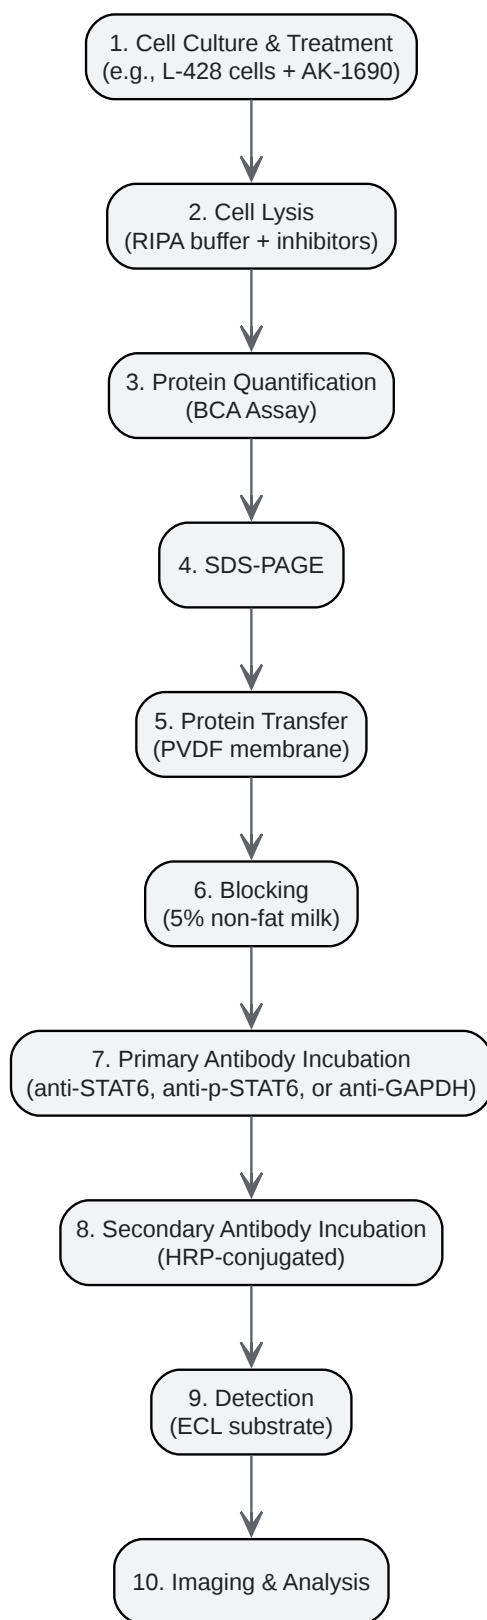 1. Cell Culture & Treatment
(e.g., L-428 cells + AK-1690)
2. Cell Lysis
(RIPA buffer + inhibitors)
3. Protein Quantification
(BCA Assay)
4. SDS-PAGE
5. Protein Transfer
(PVDF membrane)
6. Blocking
(5% non-fat milk)
7. Primary Antibody Incubation
(anti-STAT6, anti-p-STAT6, or anti-GAPDH)
8. Secondary Antibody Incubation
(HRP-conjugated)
9. Detection
(ECL substrate)
10. Imaging & Analysis